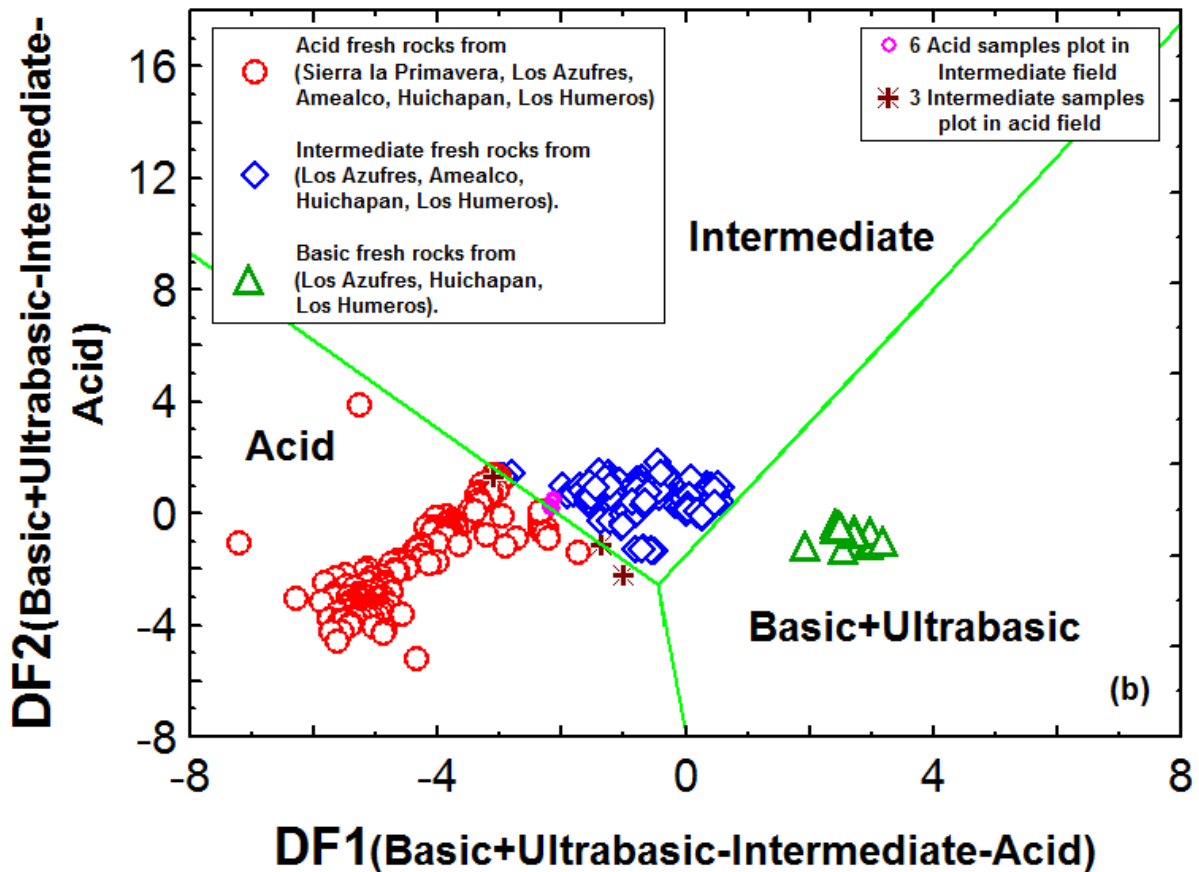 DF2(Basic+Ultrabasic-Intermediate-
Acid)
16
12
8
4
0
-4
-8
Acid fresh rocks from
(Sierra la Primavera, Los Azufres,
Amealco, Huichapan, Los Humeros)
Intermediate fresh rocks from
(Los Azufres, Amealco,
Huichapan, Los Humeros).
Basic fresh rocks from
(Los Azufres, Huichapan,
Los Humeros).
6 Acid samples plot in
Intermediate field
3 Intermediate samples
plot in acid field
Intermediate
Acid
Basic+Ultrabasic
(b)
-8
-4
0
4
8
DF1(Basic+Ultrabasic-Intermediate-Acid)